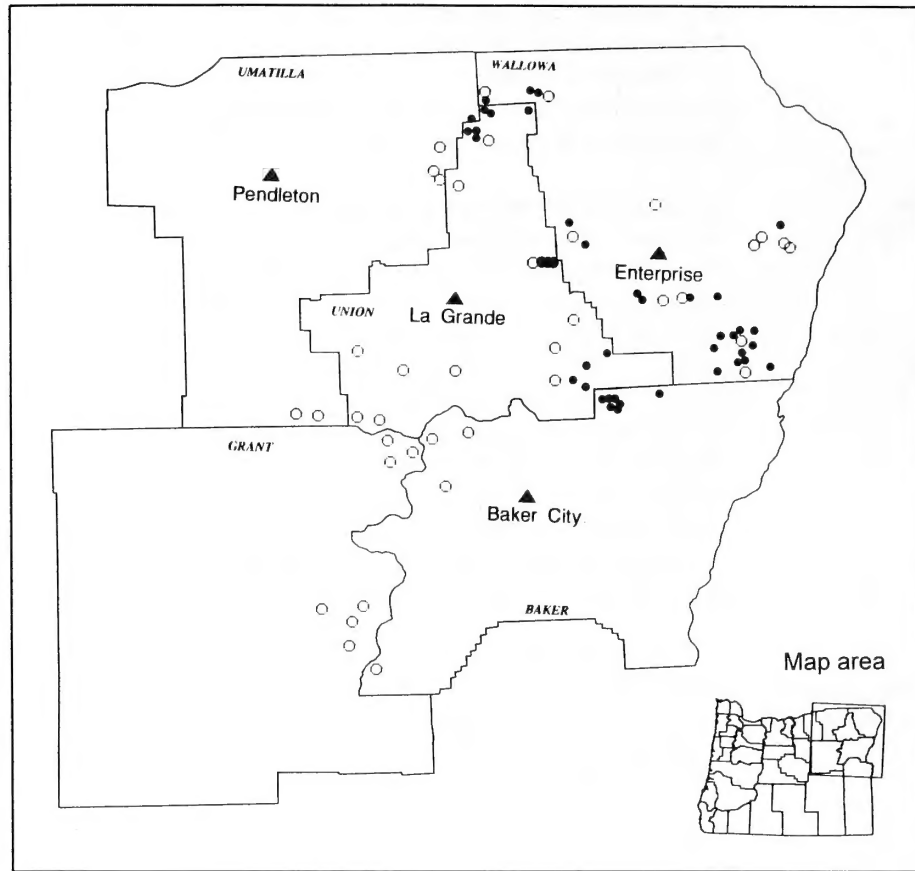 UMATILLA
WALLOWA
Pendleton
Enterprise
UNION
La Grande
GRANT
Baker City
BAKER
Map area